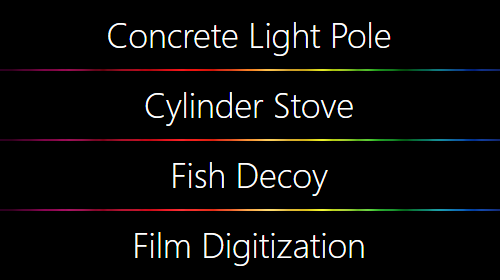 Concrete Light Pole
Cylinder Stove
Fish Decoy
Film Digitization